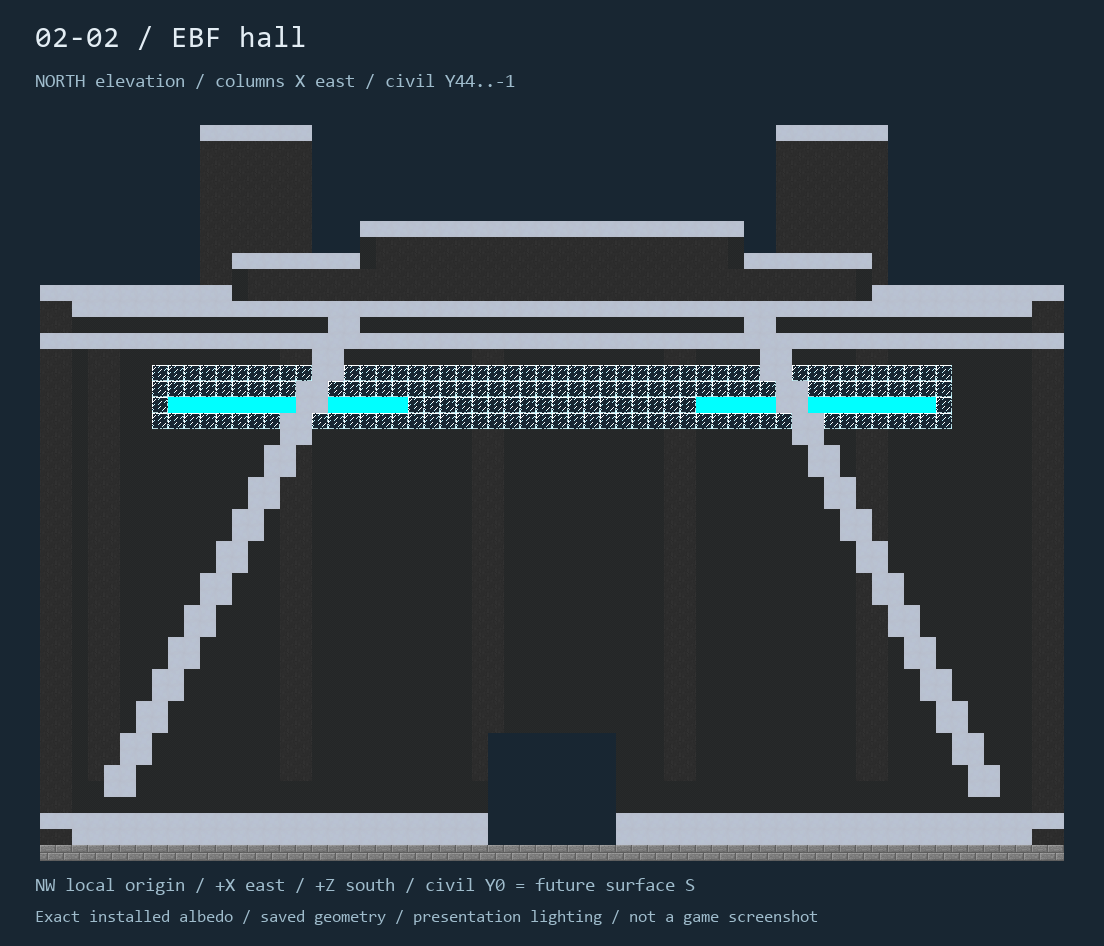 02-02 / EBF hall
NORTH elevation / columns X east / civil Y44..-1
NW local origin / +X east / +Z south / civil Y0 = future surface S
Exact installed albedo / saved geometry / presentation lighting / not a game screenshot